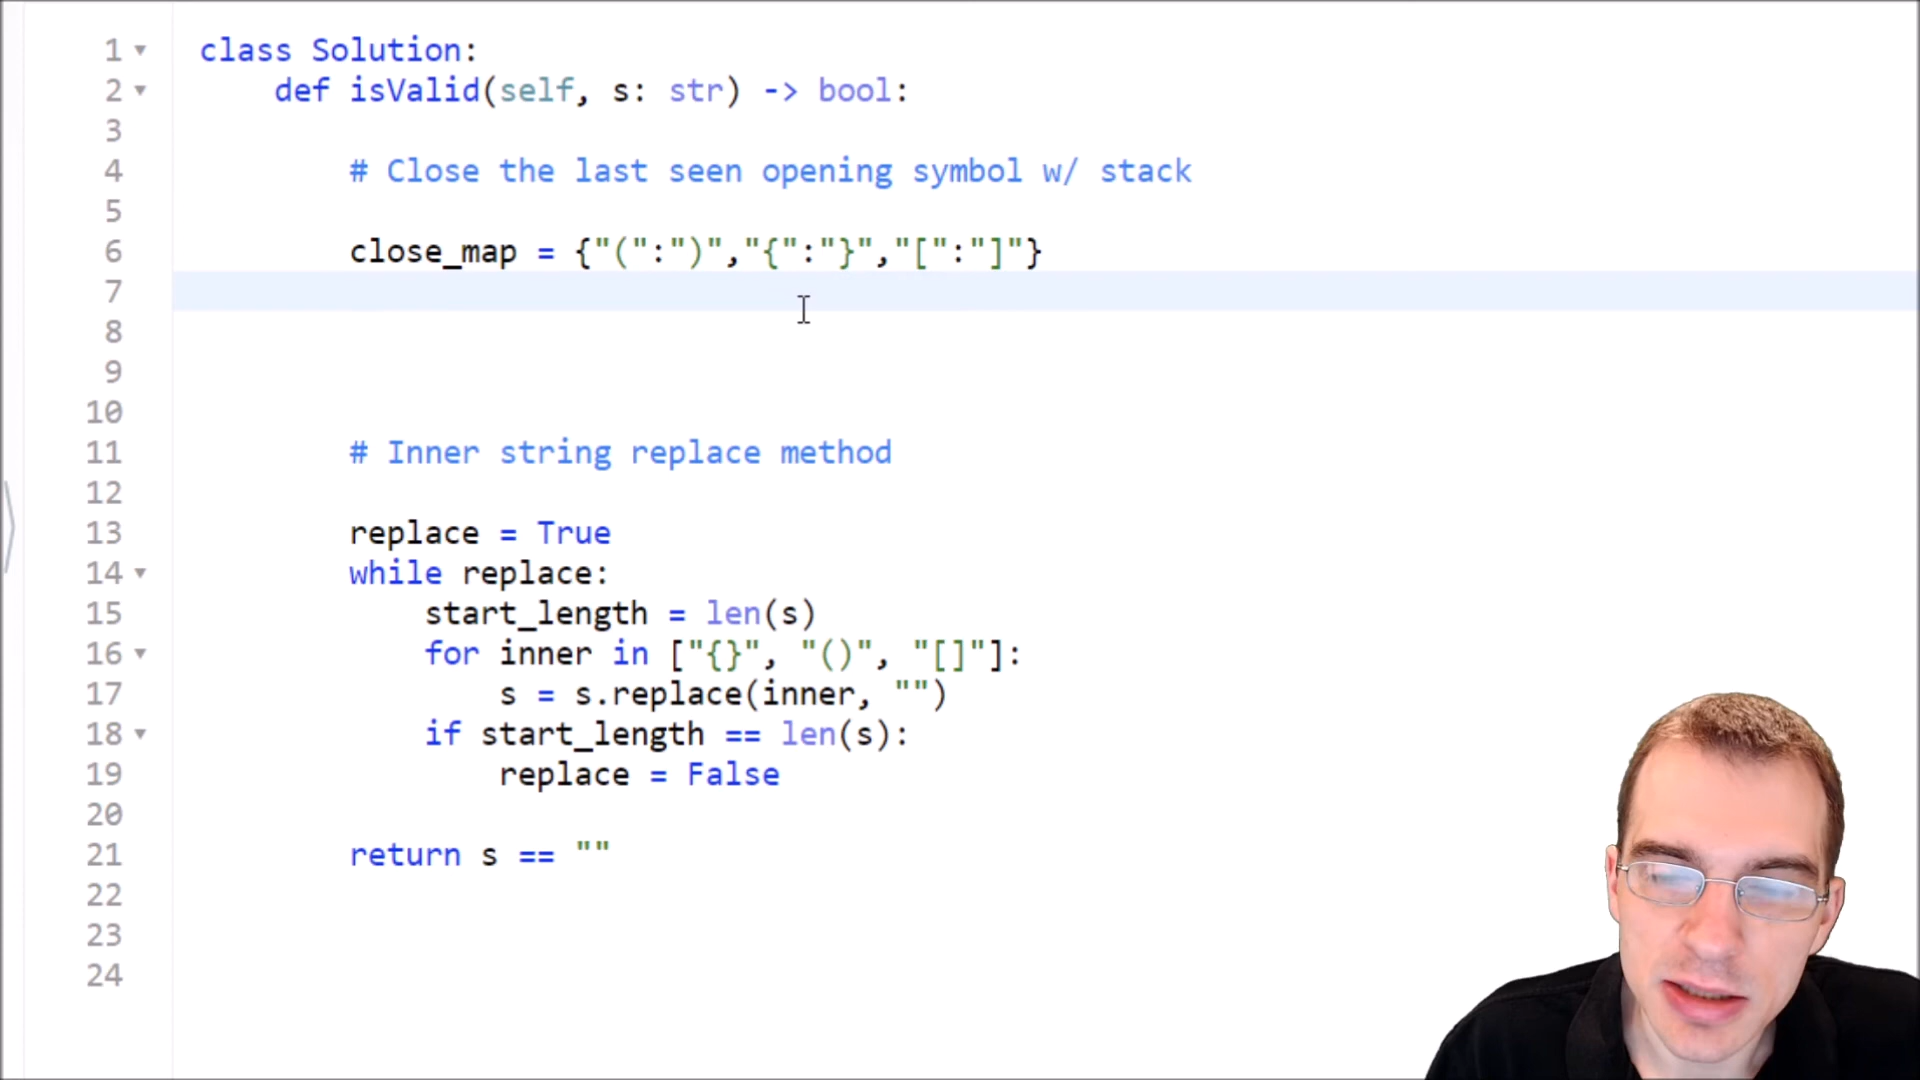 1 class Solution:
2 def isValid(self, s: str) -> bool:
3
4 # Close the last seen opening symbol w/ stack
5
6 close_map = {"(":")","{":"}","[":"]"}
7
8
9
10
11 # Inner string replace method
12
13 replace = True
14 while replace:
15 start_length = len(s)
16 for inner in ["{}", "()", "[]"]:
17 s = s.replace(inner, "")
18 if start_length == len(s):
19 replace = False
20
21 return s == ""
22
23
24